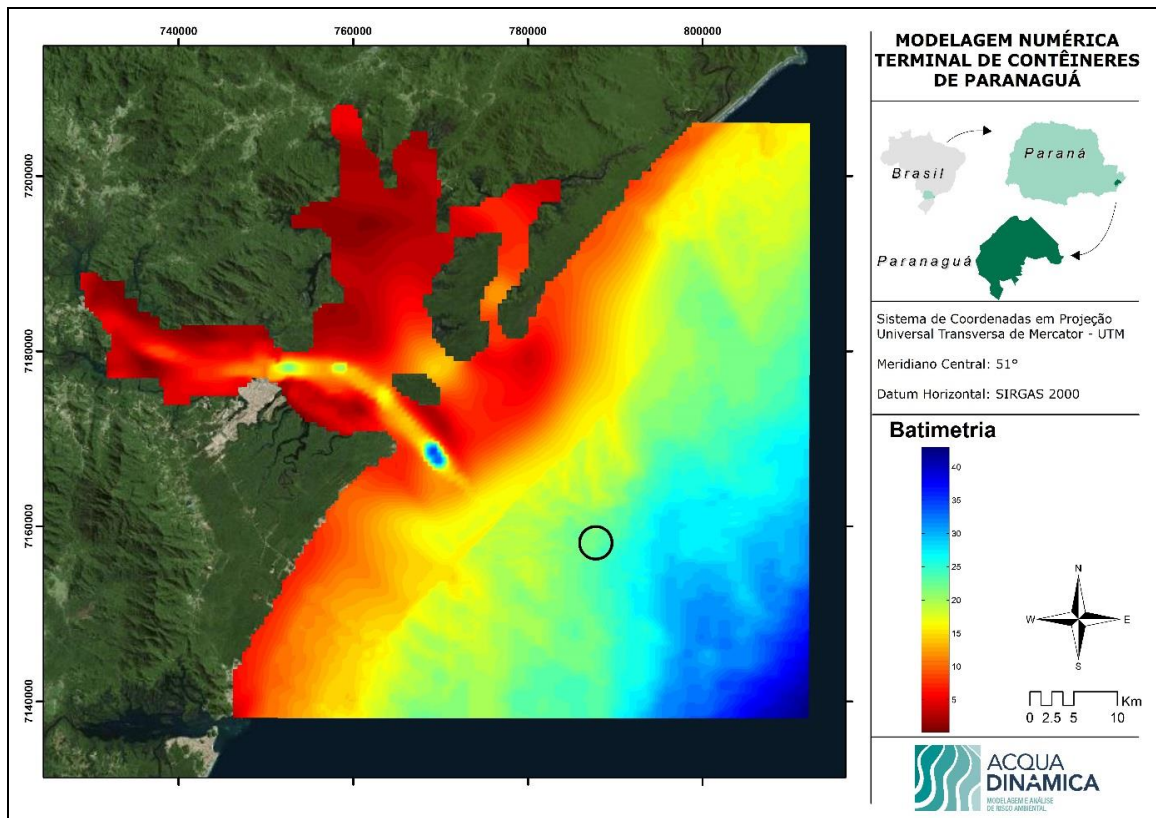 740000 760000 780000 800000
7200000
7180000
7160000
7140000
MODELAGEM NUMÉRICA
TERMINAL DE CONTÊINERES
DE PARANAGUÁ
Brasil
Paraná
Paranaguá
Sistema de Coordenadas em Projeção
Universal Transversa de Mercator - UTM
Meridiano Central: 51°
Datum Horizontal: SIRGAS 2000
Batimetria
40
35
30
25
20
15
10
5
N
W E
S
Km
0 2.5 5 10
ACQUA
DINÂMICA
MODELAGEM E ANÁLISE
DE RISCO AMBIENTAL